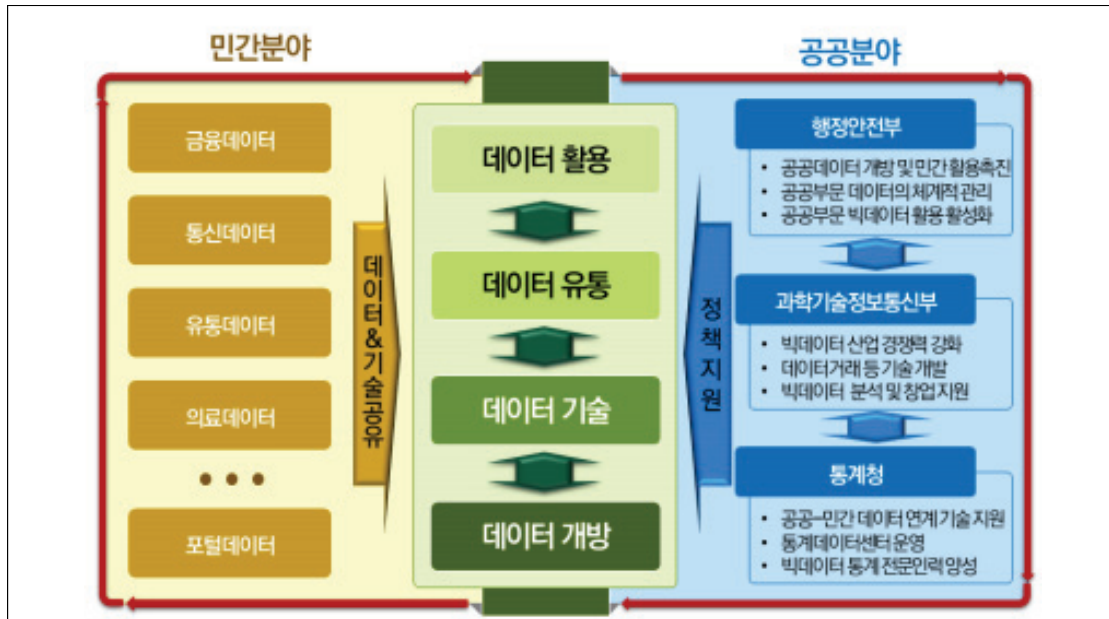 민간분야
금융데이터
통신데이터
유통데이터
의료데이터
포털데이터
데이터&기술공유
데이터 활용
데이터 유통
데이터 기술
데이터 개방
정책지원
공공분야
행정안전부
• 공공데이터 개방 및 민간 활용촉진
• 공공부문 데이터의 체계적 관리
• 공공부문 빅데이터 활용 활성화
과학기술정보통신부
• 빅데이터 산업 경쟁력 강화
• 데이터거래 등 기술 개발
• 빅데이터 분석 및 창업 지원
통계청
• 공공-민간 데이터 연계 기술 지원
• 통계데이터센터 운영
• 빅데이터 통계 전문인력 양성